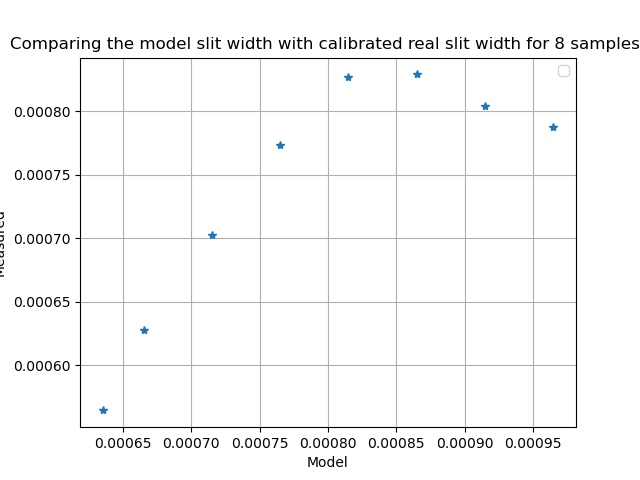 Comparing the model slit width with calibrated real slit width for 8 samples
0.00080
0.00075
0.00070
0.00065
0.00060
Measured
0.00065 0.00070 0.00075 0.00080 0.00085 0.00090 0.00095
Model